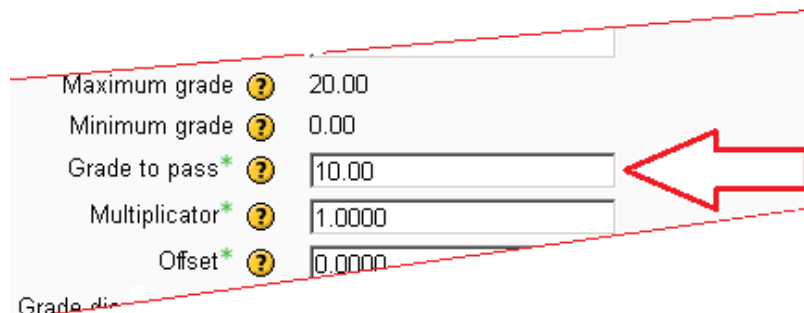 Maximum grade ? 20.00
Minimum grade ? 0.00
Grade to pass* ? 10.00
Multiplicator* ? 1.0000
Offset* ? 0.0000
Grade